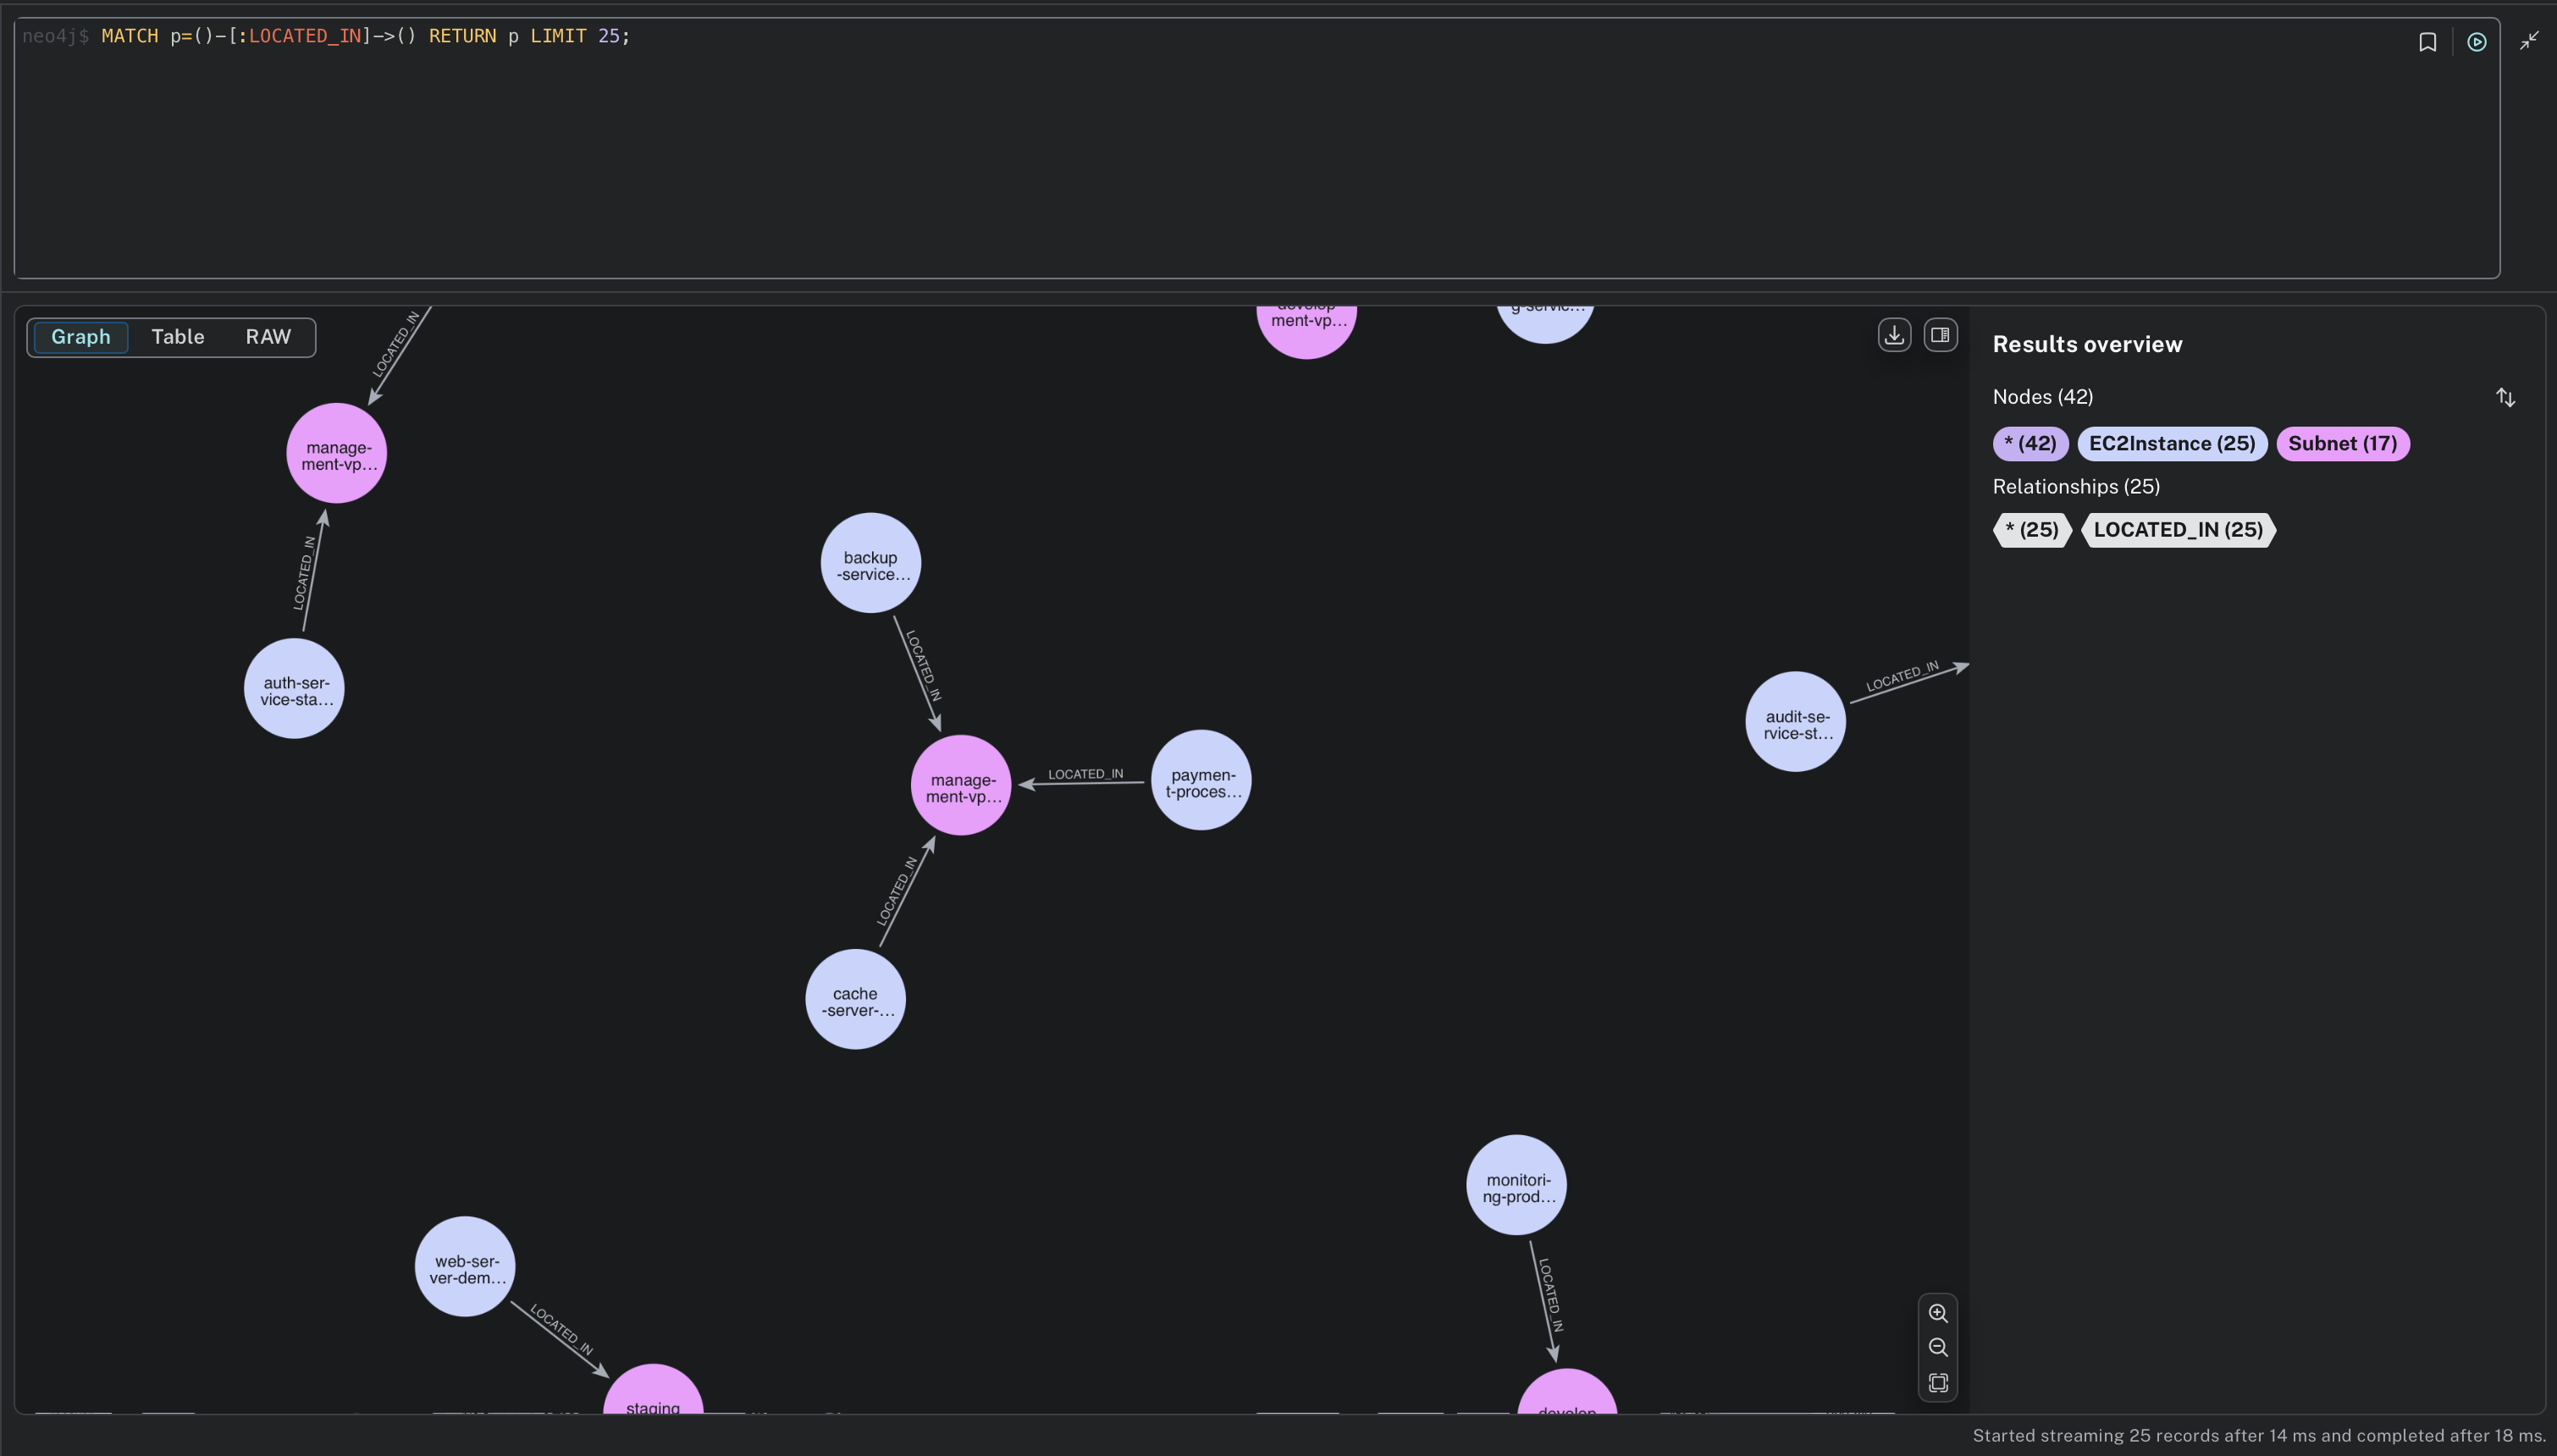 neo4j$ MATCH p=()-[:LOCATED_IN]->() RETURN p LIMIT 25;
Graph Table RAW
LOCATED_IN
manage-
ment-vp...
LOCATED_IN
auth-ser-
vice-sta...
develop
ment-vp...
g-servic...
backup
-service...
LOCATED_IN
manage-
ment-vp...
LOCATED_IN
paymen-
t-proces...
LOCATED_IN
cache
-server-...
audit-se-
rvice-st...
LOCATED_IN
monitori-
ng-prod...
LOCATED_IN
develop
web-ser-
ver-dem...
LOCATED_IN
staging
Results overview
Nodes (42)
* (42) EC2Instance (25) Subnet (17)
Relationships (25)
* (25) LOCATED_IN (25)
Started streaming 25 records after 14 ms and completed after 18 ms.